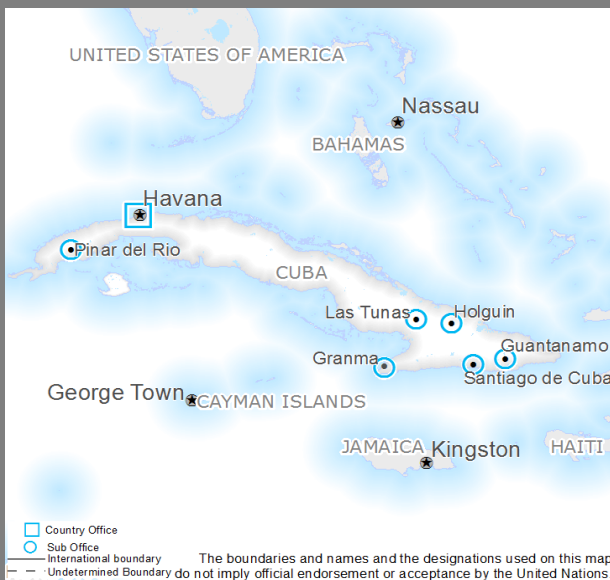 UNITED STATES OF AMERICA
Nassau
BAHAMAS
Havana
Pinar del Rio
CUBA
Las Tunas
Holguin
Guantanamo
Granma
Santiago de Cuba
George Town
CAYMAN ISLANDS
JAMAICA
Kingston
HAITI
Country Office
Sub Office
International boundary
Undetermined Boundary
The boundaries and names and the designations used on this map
do not imply official endorsement or acceptance by the United Nations